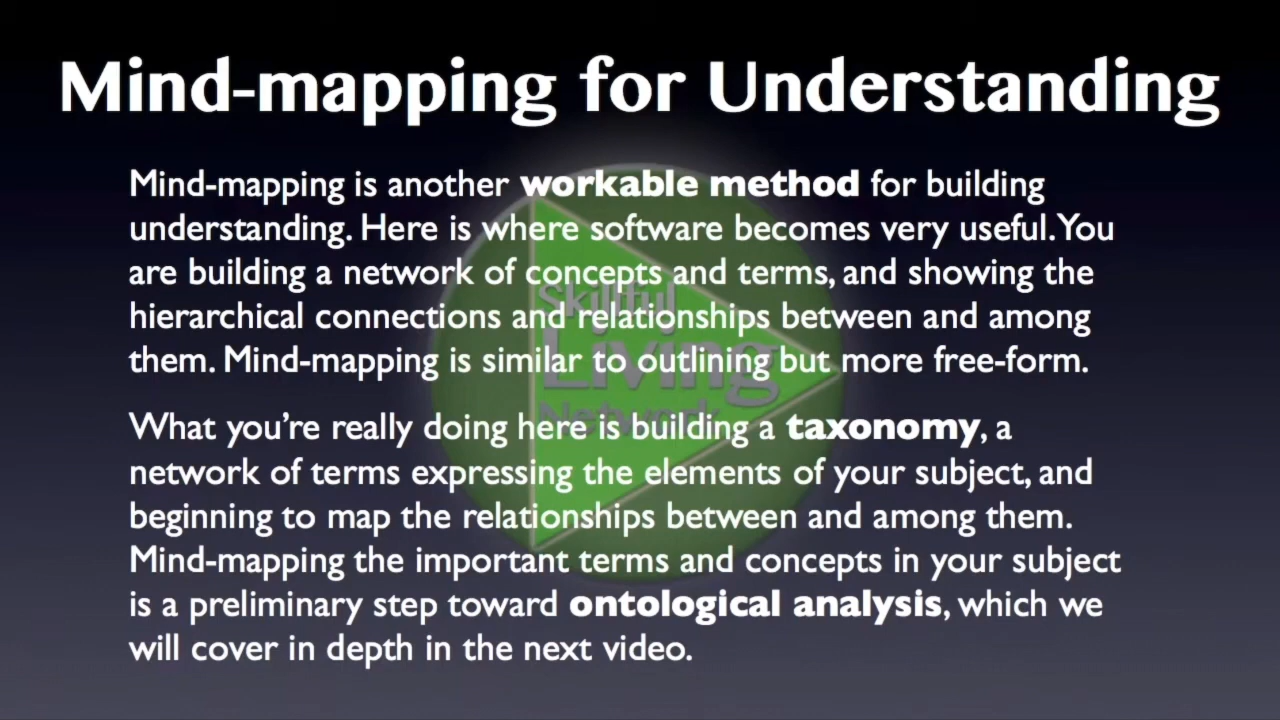 Mind-mapping for Understanding
Mind-mapping is another workable method for building
understanding. Here is where software becomes very useful. You
are building a network of concepts and terms, and showing the
hierarchical connections and relationships between and among
them. Mind-mapping is similar to outlining but more free-form.
What you're really doing here is building a taxonomy, a
network of terms expressing the elements of your subject, and
beginning to map the relationships between and among them.
Mind-mapping the important terms and concepts in your subject
is a preliminary step toward ontological analysis, which we
will cover in depth in the next video.
Skillful
Living
Network